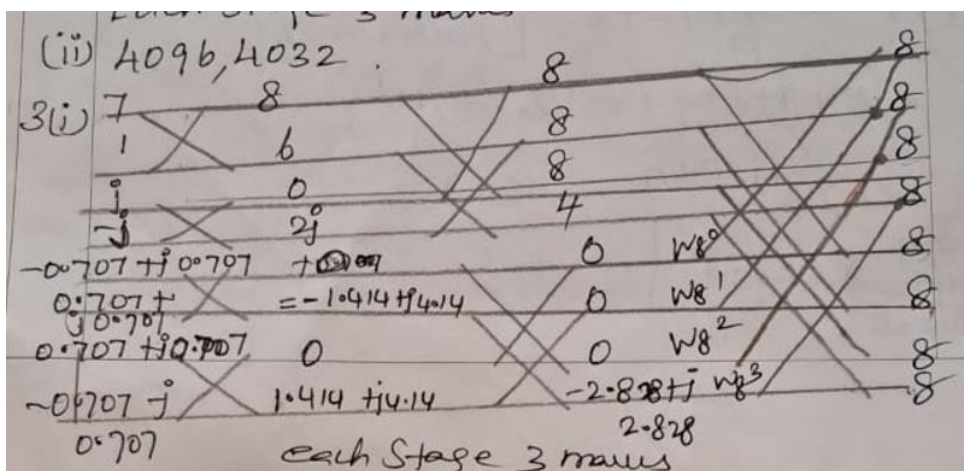 (ii) 4096, 4032 .
3(i) 7 8 8 8
1 6 8 8
j 0 8 8
-j 2j 4 8
-0.707 + j 0.707 0 W8⁰ 8
0.707 + j 0.707 = -1.414 + j4.14 0 W8¹ 8
0.707 + j0.707 0 0 W8² 8
-0.707 - j 0.707 1.414 + j4.14 -2.828 + j 2.828 W8³ 8
each Stage 3 marks